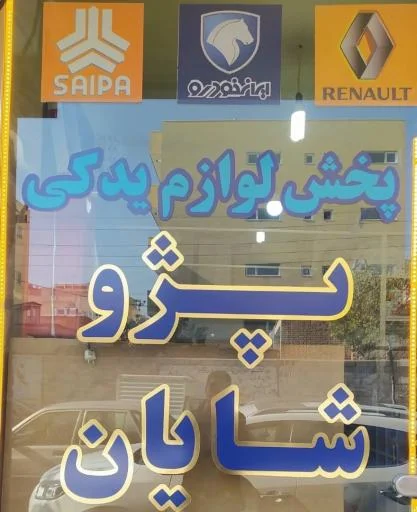 SAIPA ایران خودرو RENAULT
پخش لوازم یدکی
پژو
شایان